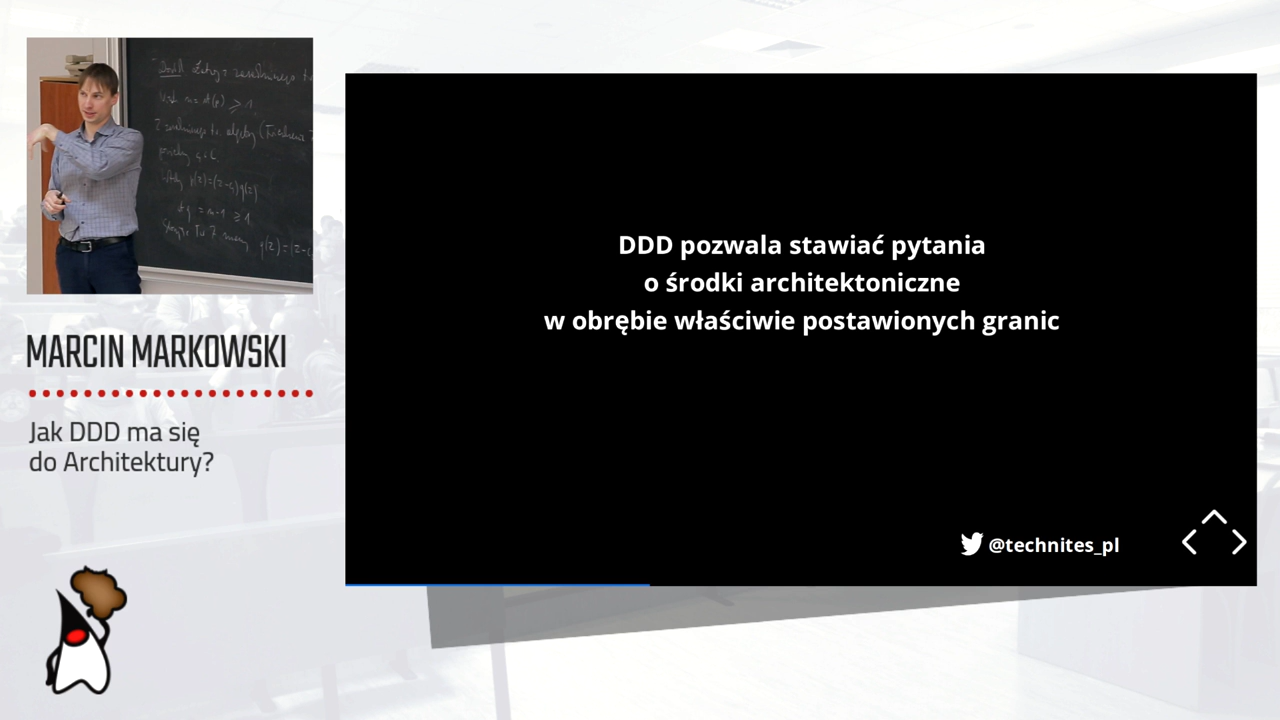 MARCIN MARKOWSKI
Jak DDD ma się
do Architektury?
DDD pozwala stawiać pytania
o środki architektoniczne
w obrębie właściwie postawionych granic
@technites_pl